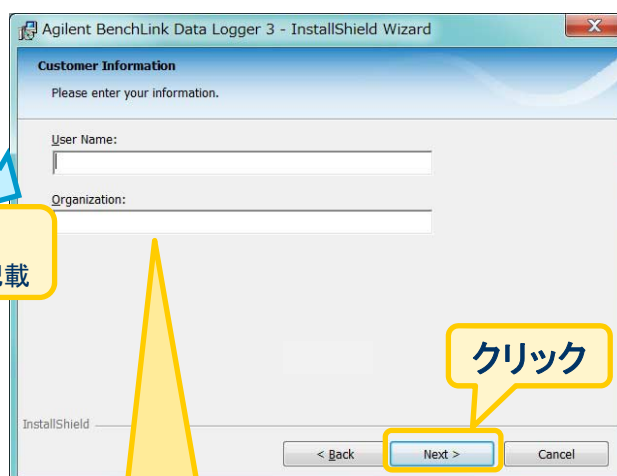 Agilent BenchLink Data Logger 3 - InstallShield Wizard
Customer Information
Please enter your information.
User Name:
Organization:
載
クリック
InstallShield
< Back
Next >
Cancel